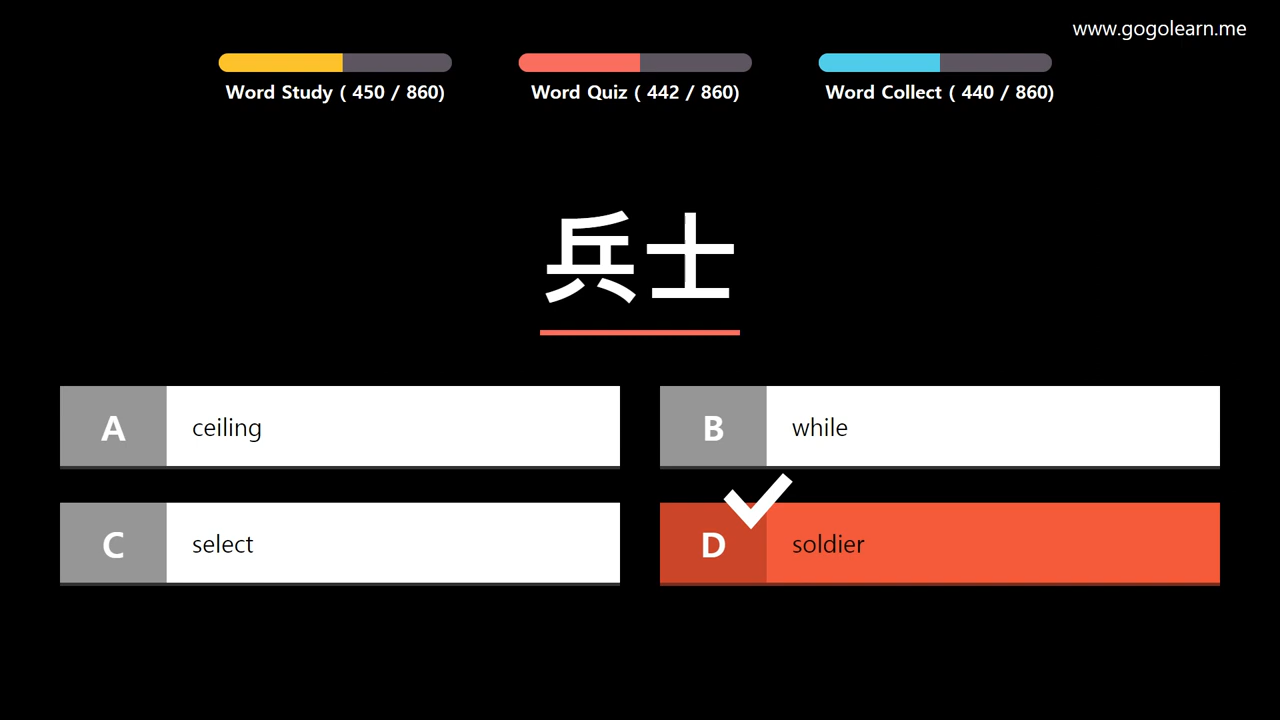 www.gogolearn.me
Word Study ( 450 / 860)
Word Quiz ( 442 / 860)
Word Collect ( 440 / 860)
兵士
A ceiling
B while
C select
D soldier